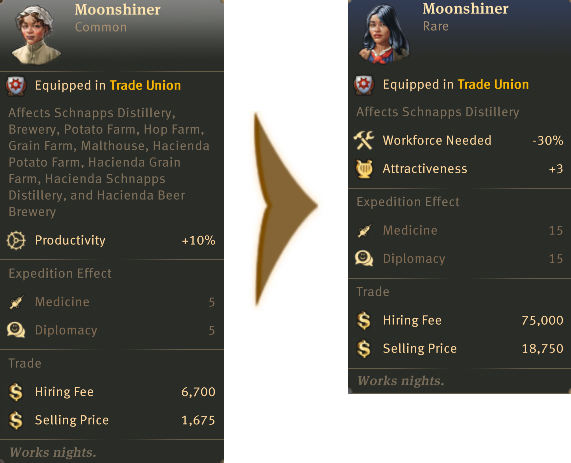 Moonshiner
Common
Equipped in Trade Union
Affects Schnapps Distillery,
Brewery, Potato Farm, Hop Farm,
Grain Farm, Malthouse, Hacienda
Potato Farm, Hacienda Grain
Farm, Hacienda Schnapps
Distillery, and Hacienda Beer
Brewery
Productivity +10%
Expedition Effect
Medicine 5
Diplomacy 5
Trade
Hiring Fee 6,700
Selling Price 1,675
Works nights.
Moonshiner
Rare
Equipped in Trade Union
Affects Schnapps Distillery
Workforce Needed -30%
Attractiveness +3
Expedition Effect
Medicine 15
Diplomacy 15
Trade
Hiring Fee 75,000
Selling Price 18,750
Works nights.